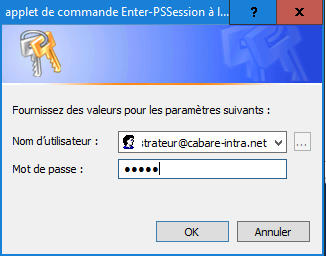 applet de commande Enter-PSSession à l...
?
Fournissez des valeurs pour les paramètres suivants :
Nom d'utilisateur : strateur@cabare-intra.net ...
Mot de passe : •••••
OK Annuler